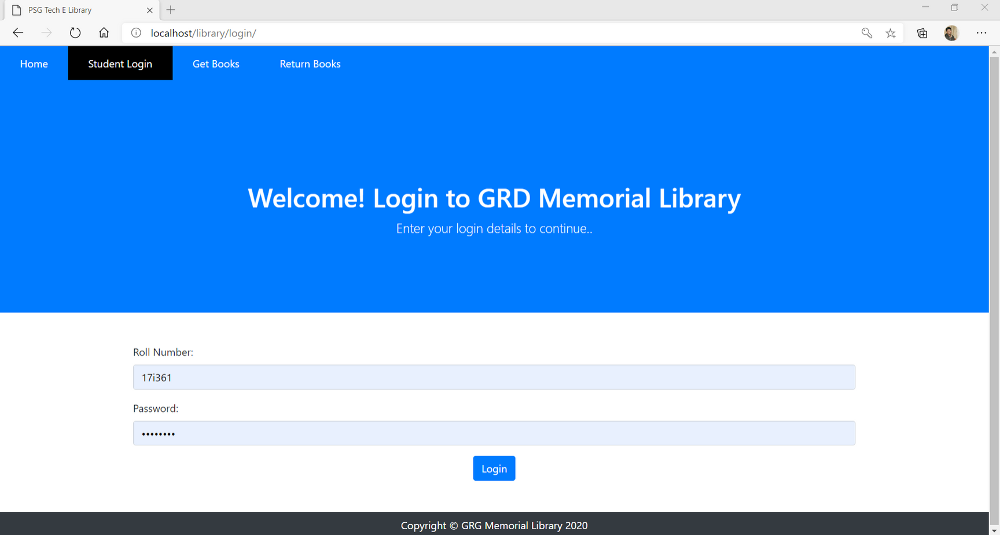 PSG Tech E Library
localhost/library/login/
Home Student Login Get Books Return Books
Welcome! Login to GRD Memorial Library
Enter your login details to continue..
Roll Number:
17i361
Password:
••••••••
Login
Copyright © GRG Memorial Library 2020